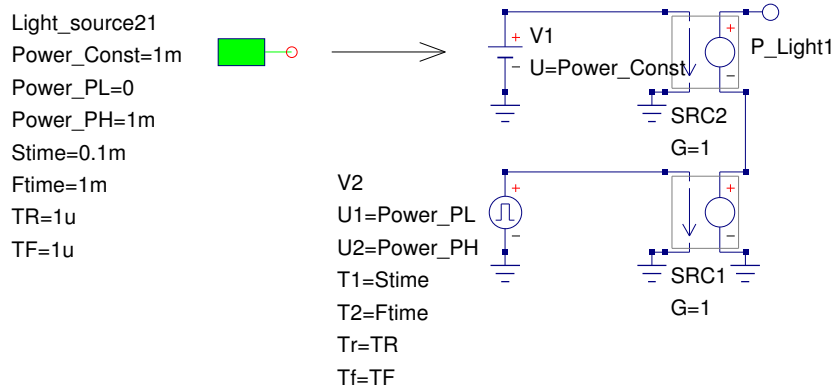 Light_source21
Power_Const=1m
Power_PL=0
Power_PH=1m
Stime=0.1m
Ftime=1m
TR=1u
TF=1u
V1
U=Power_Const
P_Light1
SRC2
G=1
V2
U1=Power_PL
U2=Power_PH
T1=Stime
T2=Ftime
Tr=TR
Tf=TF
SRC1
G=1